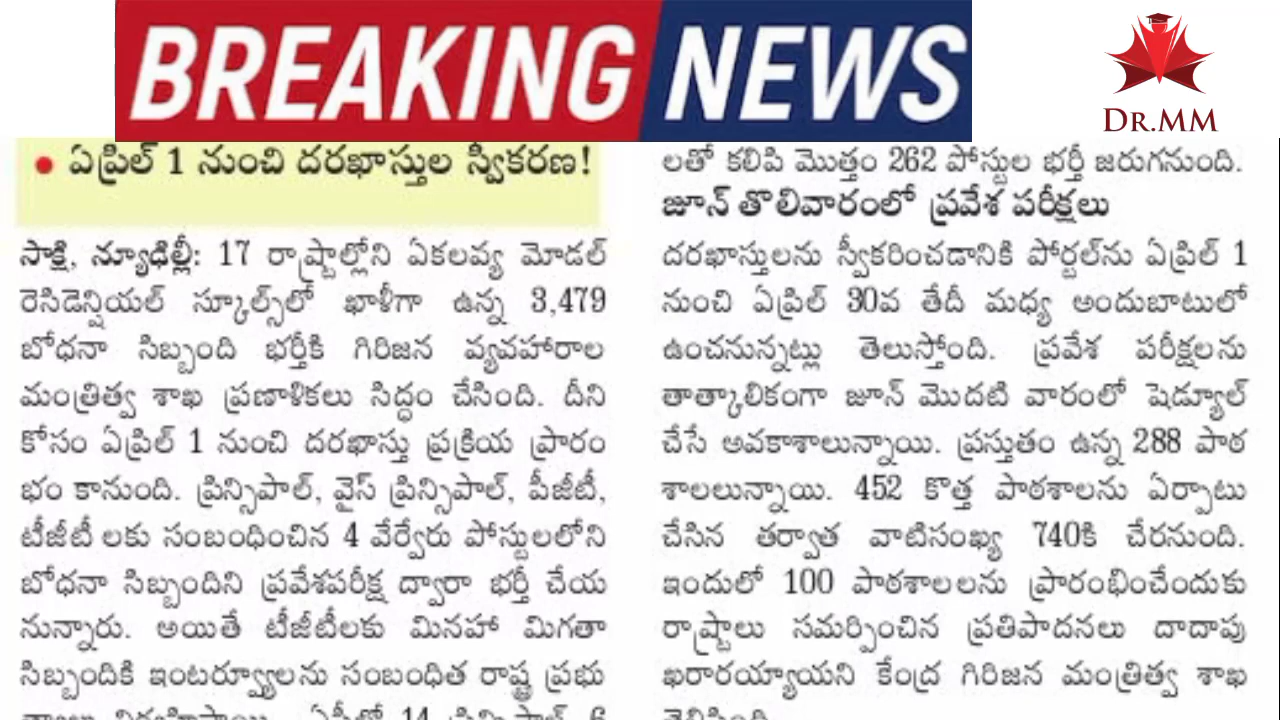 BREAKING NEWS
DR.MM
• ఏప్రిల్ 1 నుంచి దరఖాస్తుల స్వీకరణ!
సాక్షి, న్యూఢిల్లీ: 17 రాష్ట్రాల్లోని ఏకలవ్య మోడల్
రెసిడెన్షియల్ స్కూల్స్‌లో ఖాళీగా ఉన్న 3,479
బోధనా సిబ్బంది భర్తీకి గిరిజన వ్యవహారాల
మంత్రిత్వ శాఖ ప్రణాళికలు సిద్ధం చేసింది. దీని
కోసం ఏప్రిల్ 1 నుంచి దరఖాస్తు ప్రక్రియ ప్రారం
భం కానుంది. ప్రిన్సిపాల్, వైస్ ప్రిన్సిపాల్, పీజీటీ,
టీజీటీ లకు సంబంధించిన 4 వేర్వేరు పోస్టులలోని
బోధనా సిబ్బందిని ప్రవేశపరీక్ష ద్వారా భర్తీ చేయ
నున్నారు. అయితే టీజీటీలకు మినహా మిగతా
సిబ్బందికి ఇంటర్వ్యూలను సంబంధిత రాష్ట్ర ప్రభు
లతో కలిపి మొత్తం 262 పోస్టుల భర్తీ జరుగనుంది.
జూన్ తొలివారంలో ప్రవేశ పరీక్షలు
దరఖాస్తులను స్వీకరించడానికి పోర్టల్‌ను ఏప్రిల్ 1
నుంచి ఏప్రిల్ 30వ తేదీ మధ్య అందుబాటులో
ఉంచనున్నట్లు తెలుస్తోంది. ప్రవేశ పరీక్షలను
తాత్కాలికంగా జూన్ మొదటి వారంలో షెడ్యూల్
చేసే అవకాశాలున్నాయి. ప్రస్తుతం ఉన్న 288 పాఠ
శాలలున్నాయి. 452 కొత్త పాఠశాలను ఏర్పాటు
చేసిన తర్వాత వాటిసంఖ్య 740కి చేరనుంది.
ఇందులో 100 పాఠశాలలను ప్రారంభించేందుకు
రాష్ట్రాలు సమర్పించిన ప్రతిపాదనలు దాదాపు
ఖరారయ్యాయని కేంద్ర గిరిజన మంత్రిత్వ శాఖ